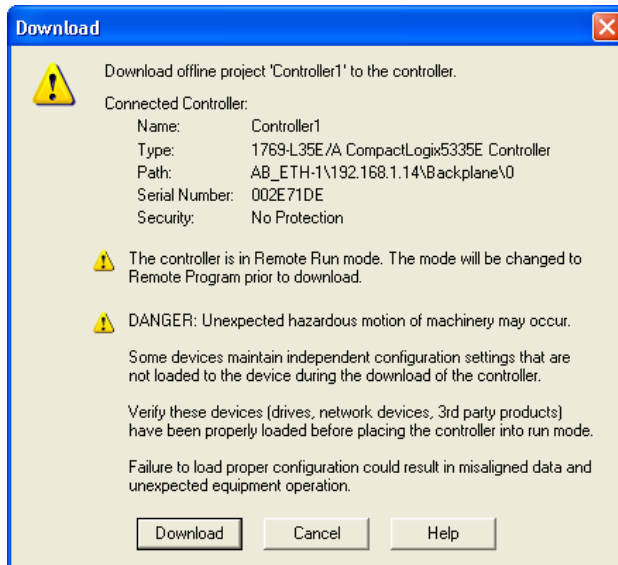 Download
Download offline project 'Controller1' to the controller.
Connected Controller:
Name: Controller1
Type: 1769-L35E/A CompactLogix5335E Controller
Path: AB_ETH-1\192.168.1.14\Backplane\0
Serial Number: 002E71DE
Security: No Protection
The controller is in Remote Run mode. The mode will be changed to
Remote Program prior to download.
DANGER: Unexpected hazardous motion of machinery may occur.
Some devices maintain independent configuration settings that are
not loaded to the device during the download of the controller.
Verify these devices (drives, network devices, 3rd party products)
have been properly loaded before placing the controller into run mode.
Failure to load proper configuration could result in misaligned data and
unexpected equipment operation.
Download Cancel Help